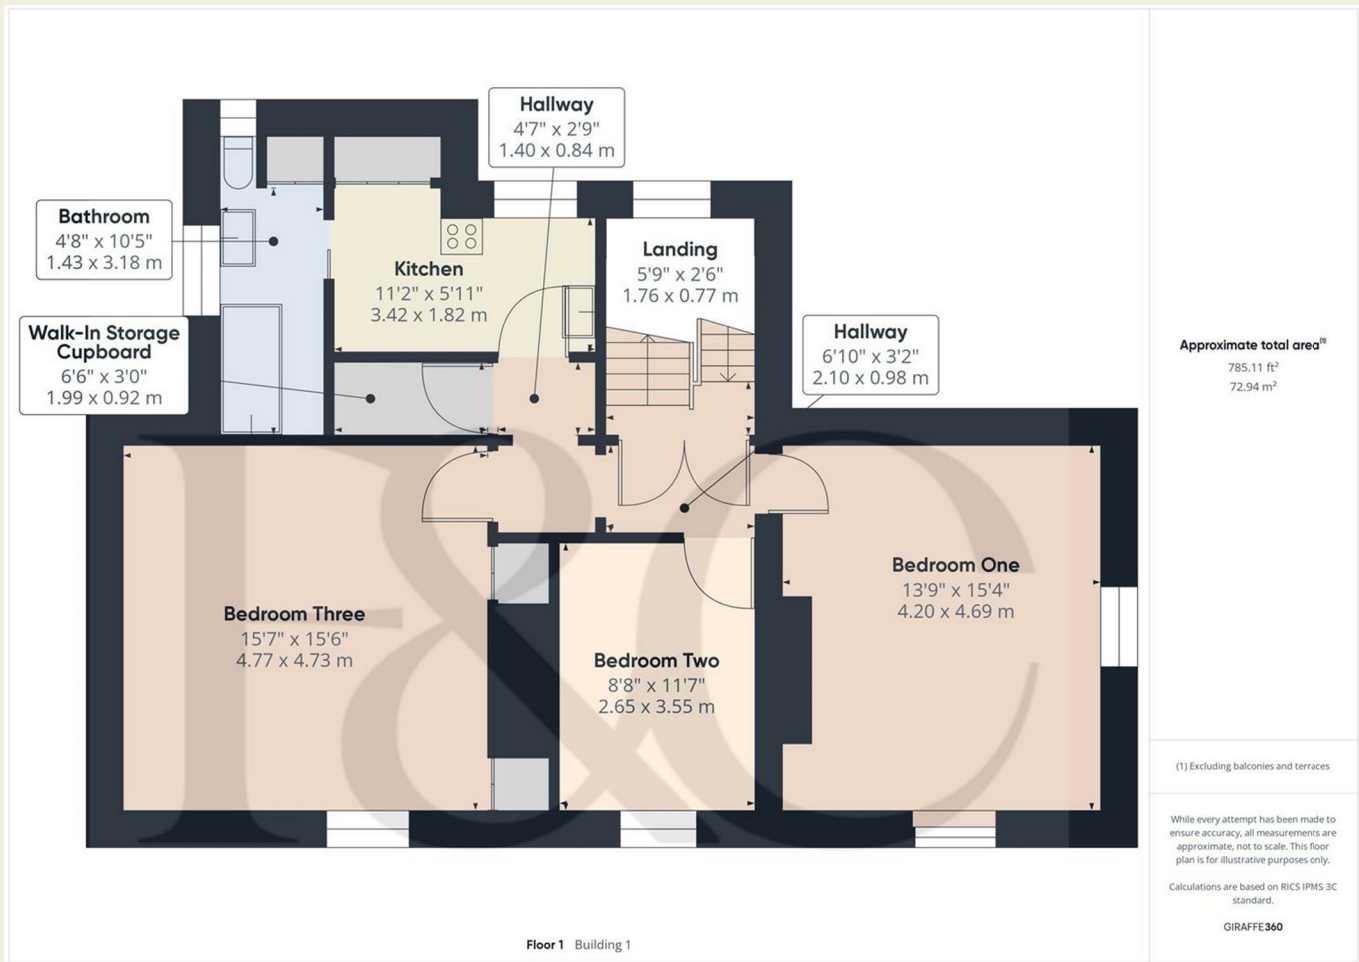 Hallway
4'7" x 2'9"
1.40 x 0.84 m
Bathroom
4'8" x 10'5"
1.43 x 3.18 m
Kitchen
11'2" x 5'11"
3.42 x 1.82 m
Landing
5'9" x 2'6"
1.76 x 0.77 m
Walk-In Storage
Cupboard
6'6" x 3'0"
1.99 x 0.92 m
Hallway
6'10" x 3'2"
2.10 x 0.98 m
Bedroom Three
15'7" x 15'6"
4.77 x 4.73 m
Bedroom Two
8'8" x 11'7"
2.65 x 3.55 m
Bedroom One
13'9" x 15'4"
4.20 x 4.69 m
I&C
Floor 1 Building 1
Approximate total area(1)
785.11 ft²
72.94 m²
(1) Excluding balconies and terraces
While every attempt has been made to
ensure accuracy, all measurements are
approximate, not to scale. This floor
plan is for illustrative purposes only.
Calculations are based on RICS IPMS 3C
standard.
GIRAFFE360